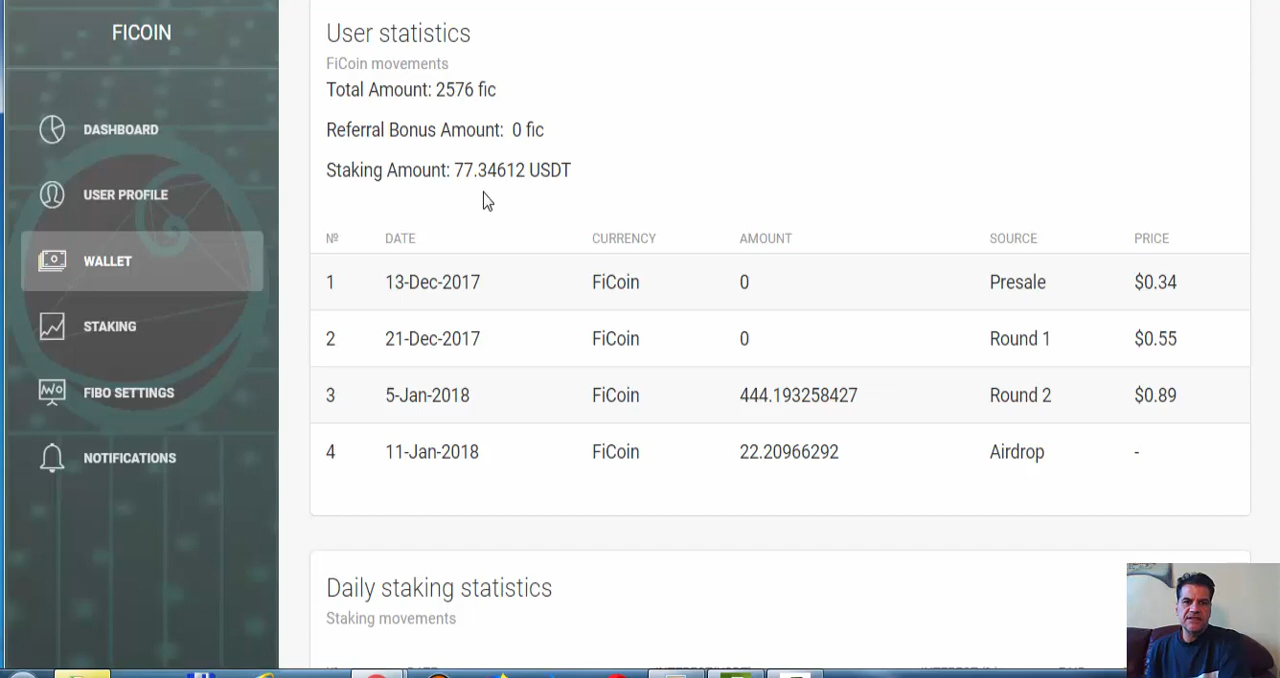 FICOIN
DASHBOARD
USER PROFILE
WALLET
STAKING
FIBO SETTINGS
NOTIFICATIONS
User statistics
FiCoin movements
Total Amount: 2576 fic
Referral Bonus Amount: 0 fic
Staking Amount: 77.34612 USDT
№ DATE CURRENCY AMOUNT SOURCE PRICE
1 13-Dec-2017 FiCoin 0 Presale $0.34
2 21-Dec-2017 FiCoin 0 Round 1 $0.55
3 5-Jan-2018 FiCoin 444.193258427 Round 2 $0.89
4 11-Jan-2018 FiCoin 22.20966292 Airdrop -
Daily staking statistics
Staking movements